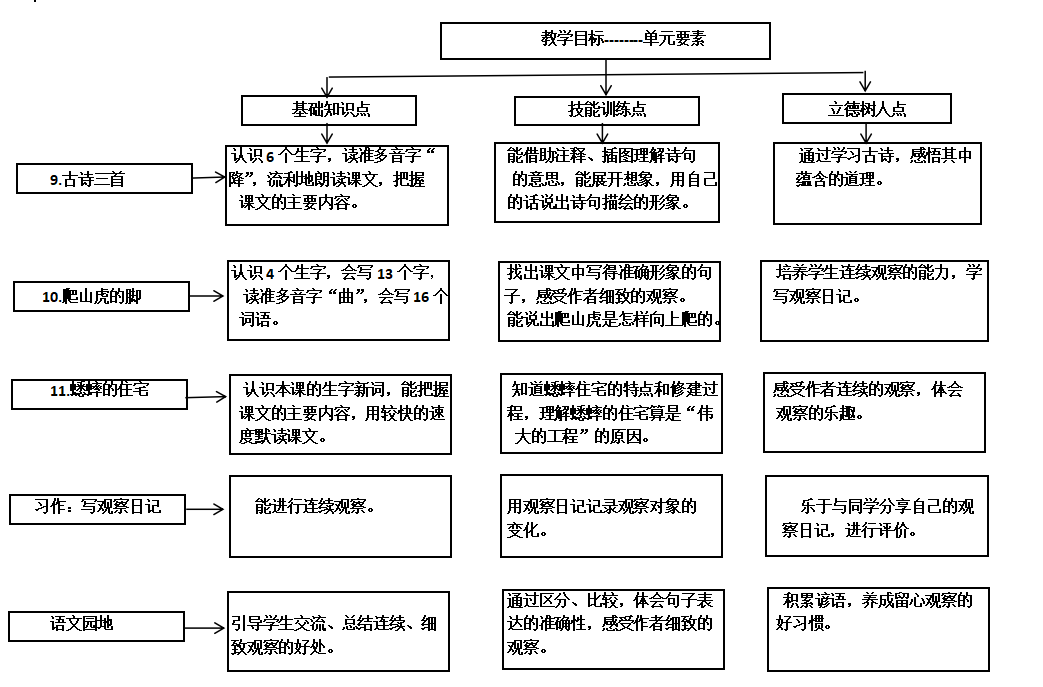 教学目标--------单元要素
基础知识点
技能训练点
立德树人点
9.古诗三首
认识 6 个生字，读准多音字“
降”，流利地朗读课文，把握
课文的主要内容。
能借助注释、插图理解诗句
的意思，能展开想象，用自己
的话说出诗句描绘的形象。
通过学习古诗，感悟其中
蕴含的道理。
10.爬山虎的脚
认识 4 个生字，会写 13 个字，
读准多音字“曲”，会写 16 个
词语。
找出课文中写得准确形象的句
子，感受作者细致的观察。
能说出爬山虎是怎样向上爬的。
培养学生连续观察的能力，学
写观察日记。
11.蟋蟀的住宅
认识本课的生字新词，能把握
课文的主要内容，用较快的速
度默读课文。
知道蟋蟀住宅的特点和修建过
程，理解蟋蟀的住宅算是“伟
大的工程”的原因。
感受作者连续的观察，体会
观察的乐趣。
习作：写观察日记
能进行连续观察。
用观察日记记录观察对象的
变化。
乐于与同学分享自己的观
察日记，进行评价。
语文园地
引导学生交流、总结连续、细
致观察的好处。
通过区分、比较，体会句子表
达的准确性，感受作者细致的
观察。
积累谚语，养成留心观察的
好习惯。